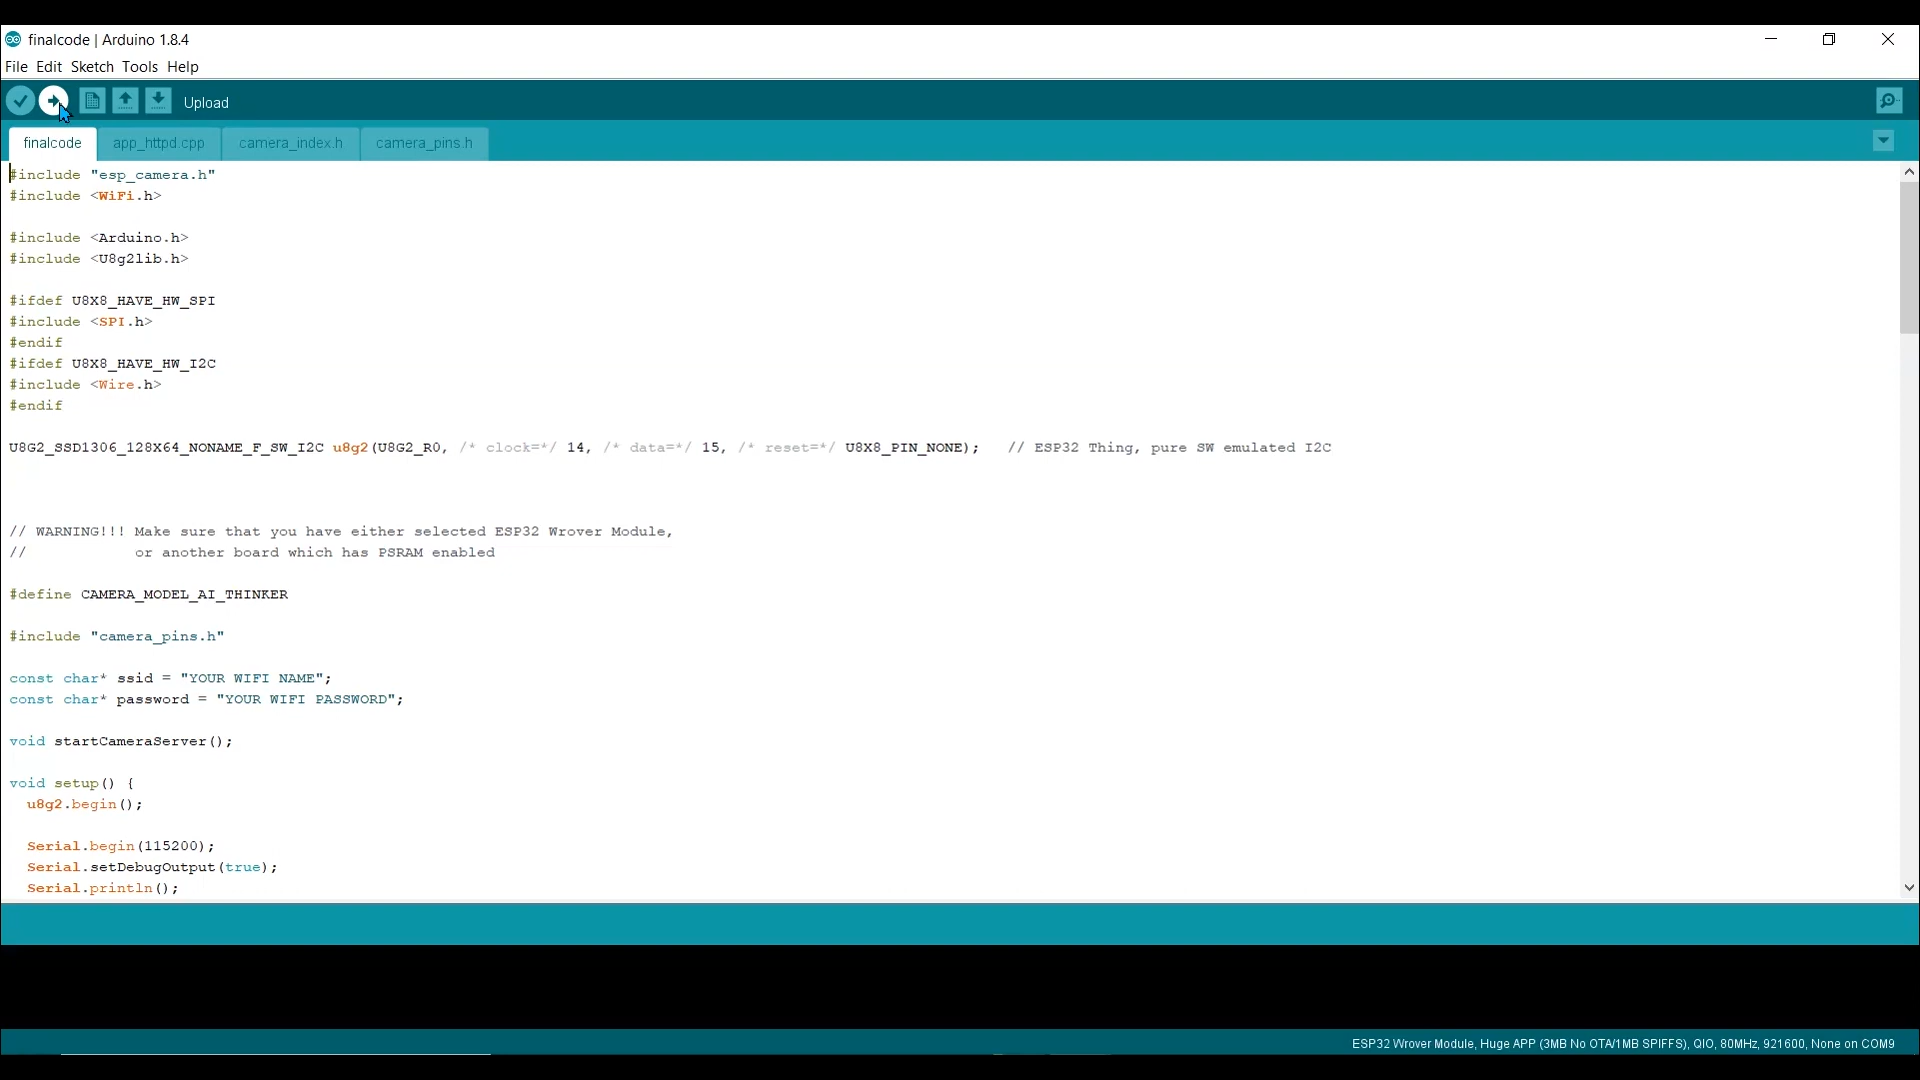 finalcode | Arduino 1.8.4
File Edit Sketch Tools Help
Upload
finalcode app_httpd.cpp camera_index.h camera_pins.h
#include "esp_camera.h"
#include <WiFi.h>
#include <Arduino.h>
#include <U8g2lib.h>
#ifdef U8X8_HAVE_HW_SPI
#include <SPI.h>
#endif
#ifdef U8X8_HAVE_HW_I2C
#include <Wire.h>
#endif
U8G2_SSD1306_128X64_NONAME_F_SW_I2C u8g2(U8G2_R0, /* clock=*/ 14, /* data=*/ 15, /* reset=*/ U8X8_PIN_NONE);   // ESP32 Thing, pure SW emulated I2C
// WARNING!!! Make sure that you have either selected ESP32 Wrover Module,
//            or another board which has PSRAM enabled
#define CAMERA_MODEL_AI_THINKER
#include "camera_pins.h"
const char* ssid = "YOUR WIFI NAME";
const char* password = "YOUR WIFI PASSWORD";
void startCameraServer();
void setup() {
  u8g2.begin();
  Serial.begin(115200);
  Serial.setDebugOutput(true);
  Serial.println();
ESP32 Wrover Module, Huge APP (3MB No OTA/1MB SPIFFS), QIO, 80MHz, 921600, None on COM9